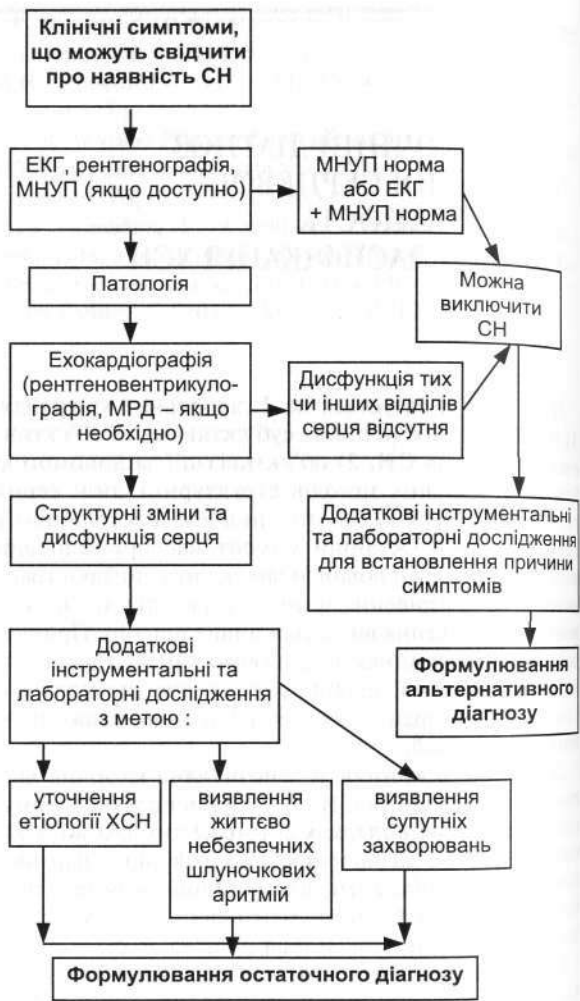 Клінічні симптоми,
що можуть свідчити
про наявність СН
ЕКГ, рентгенографія,
МНУП (якщо доступно)
МНУП норма
або ЕКГ
+ МНУП норма
Патологія
Можна
виключити
СН
Ехокардіографія
(рентгеновентрикуло-
графія, МРД – якщо
необхідно)
Дисфункція тих
чи інших відділів
серця відсутня
Структурні зміни та
дисфункція серця
Додаткові інструментальні
та лабораторні дослідження
для встановлення причини
симптомів
Додаткові
інструментальні та
лабораторні дослідження
з метою :
Формулювання
альтернативного
діагнозу
уточнення
етіології ХСН
виявлення
життєво
небезпечних
шлуночкових
аритмій
виявлення
супутніх
захворювань
Формулювання остаточного діагнозу